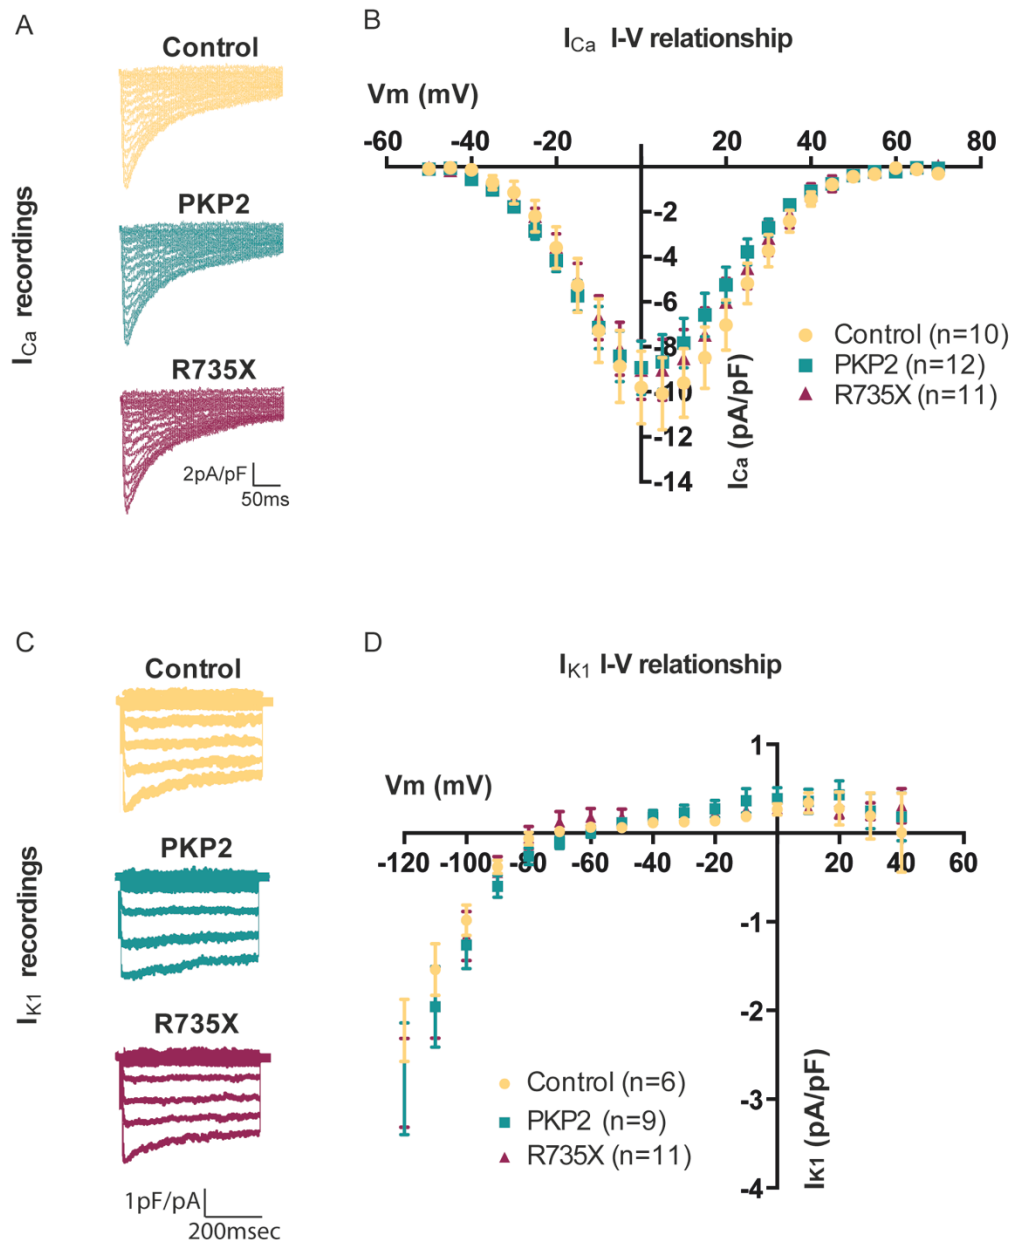 A
Control
PKP2
R735X
ICa recordings
2pA/pF
50ms
B
ICa I-V relationship
Vm (mV)
-60 -40 -20 20 40 60 80
-2
-4
-6
-8
-10
-12
-14
ICa (pA/pF)
Control (n=10)
PKP2 (n=12)
R735X (n=11)
C
Control
PKP2
R735X
IK1 recordings
1pF/pA
200msec
D
IK1 I-V relationship
Vm (mV)
1
-120 -100 -80 -60 -40 -20 20 40 60
-1
-2
-3
-4
IK1 (pA/pF)
Control (n=6)
PKP2 (n=9)
R735X (n=11)